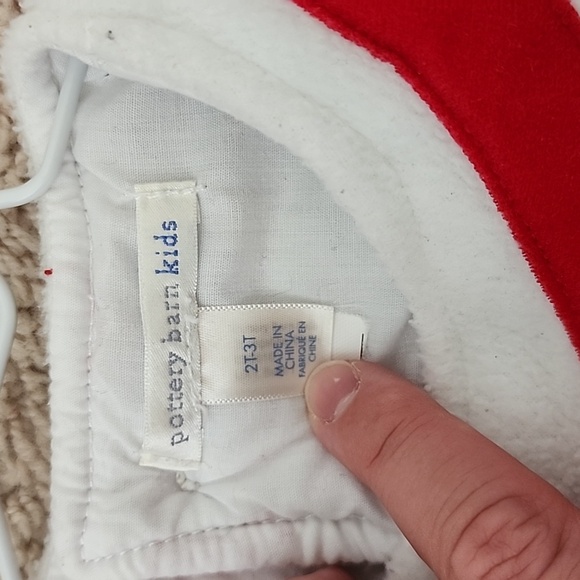 pottery barn kids
2T-3T
MADE IN
CHINA
FABRIQUÉ EN
CHINE